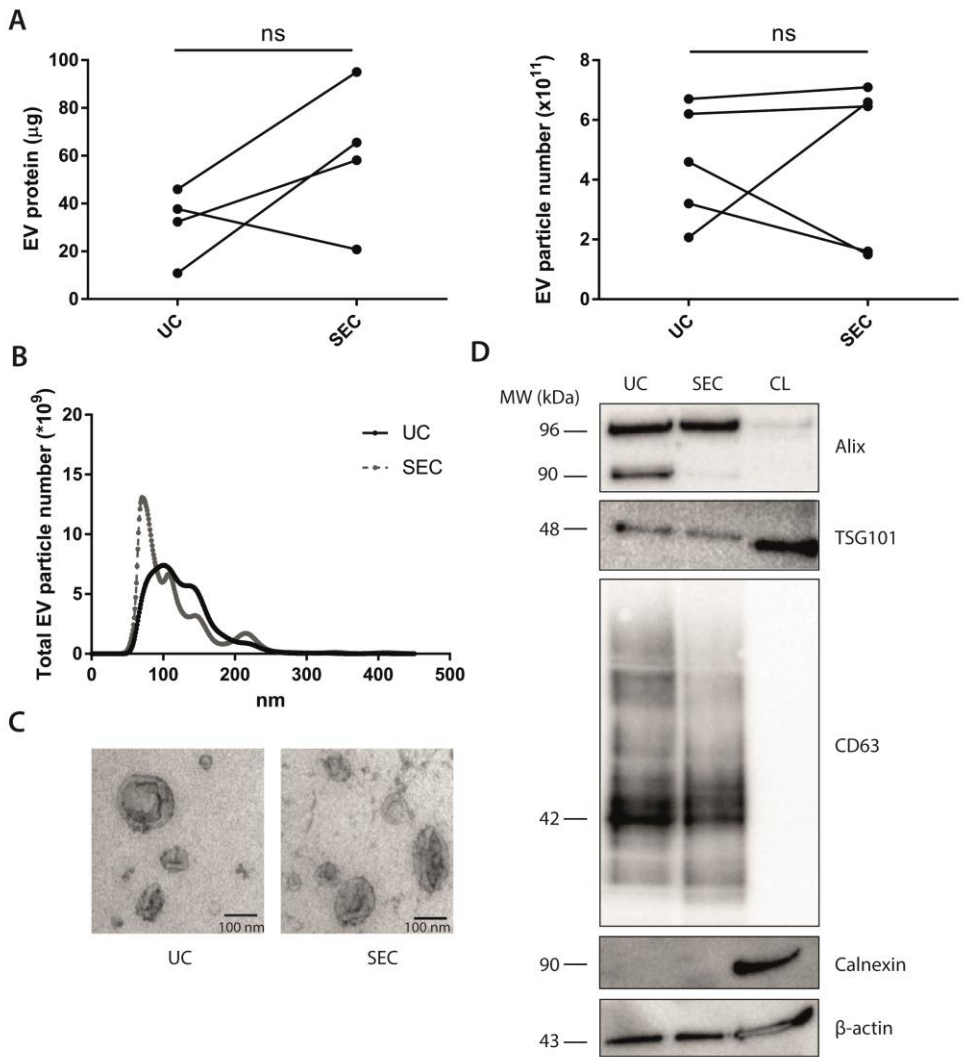 A
ns
EV protein (μg)
100
80
60
40
20
0
UC
SEC
ns
EV particle number (x10¹¹)
8
6
4
2
0
UC
SEC
B
Total EV particle number (*10⁹)
20
15
10
5
0
0 100 200 300 400 500
nm
UC
SEC
C
100 nm
100 nm
UC SEC
D
MW (kDa)
UC SEC CL
96
90
Alix
48
TSG101
42
CD63
90
Calnexin
43
β-actin